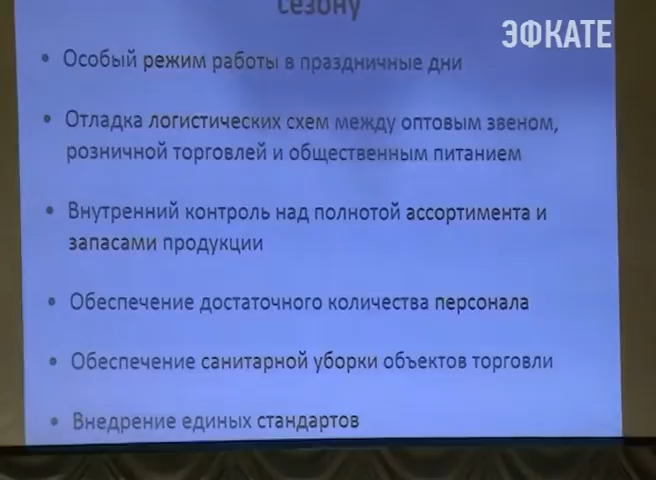 сезону
ЭФКАТЕ
• Особый режим работы в праздничные дни
• Отладка логистических схем между оптовым звеном,
розничной торговлей и общественным питанием
• Внутренний контроль над полнотой ассортимента и
запасами продукции
• Обеспечение достаточного количества персонала
• Обеспечение санитарной уборки объектов торговли
• Внедрение единых стандартов